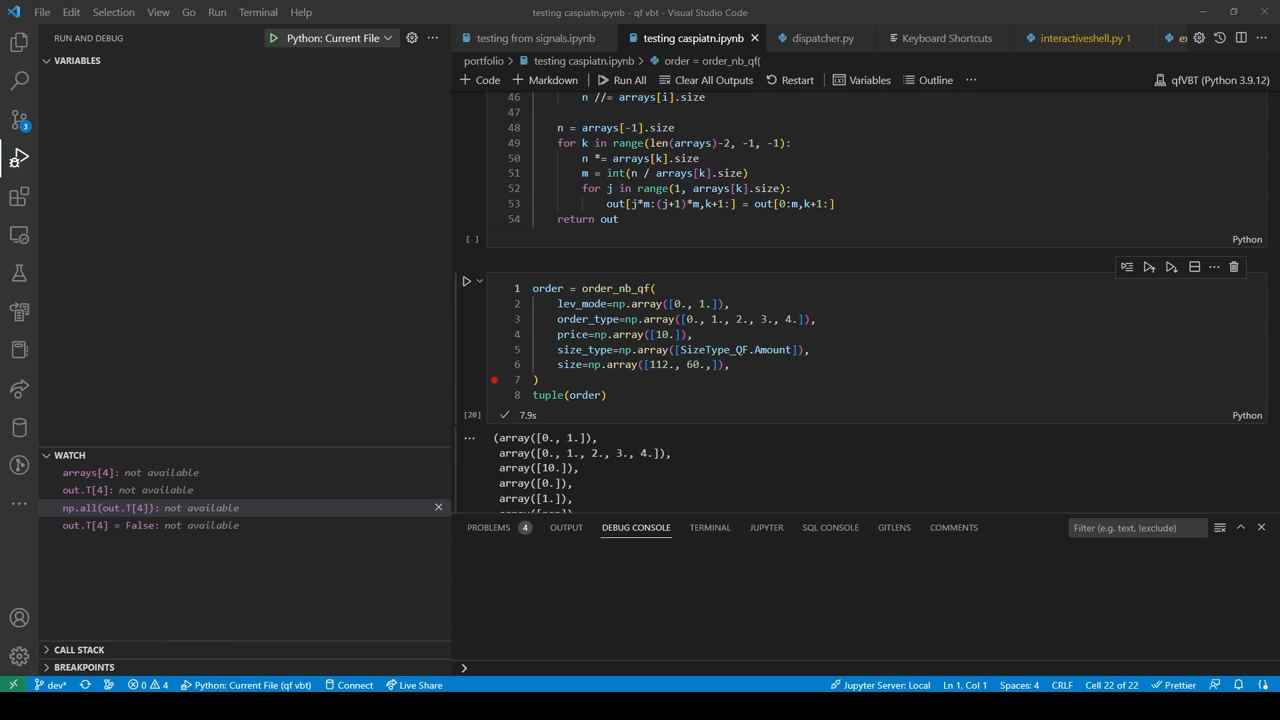 File Edit Selection View Go Run Terminal Help
testing caspiatn.ipynb - qf vbt - Visual Studio Code
RUN AND DEBUG
Python: Current File
testing from signals.ipynb
testing caspiatn.ipynb
dispatcher.py
Keyboard Shortcuts
interactiveshell.py 1
VARIABLES
portfolio > testing caspiatn.ipynb > order = order_nb_qf(
+ Code + Markdown Run All Clear All Outputs Restart Variables Outline ...
qfVBT (Python 3.9.12)
46 n //= arrays[i].size
47
48 n = arrays[-1].size
49 for k in range(len(arrays)-2, -1, -1):
50 n *= arrays[k].size
51 m = int(n / arrays[k].size)
52 for j in range(1, arrays[k].size):
53 out[j*m:(j+1)*m,k+1:] = out[0:m,k+1:]
54 return out
[ ] Python
1 order = order_nb_qf(
2 lev_mode=np.array([0., 1.]),
3 order_type=np.array([0., 1., 2., 3., 4.]),
4 price=np.array([10.]),
5 size_type=np.array([SizeType_QF.Amount]),
6 size=np.array([112., 60.,]),
7 )
8 tuple(order)
[20] 7.9s Python
(array([0., 1.]),
array([0., 1., 2., 3., 4.]),
array([10.]),
array([0.]),
array([1.]),
array([nan]),
WATCH
arrays[4]: not available
out.T[4]: not available
np.all(out.T[4]): not available
out.T[4] = False: not available
PROBLEMS 4 OUTPUT DEBUG CONSOLE TERMINAL JUPYTER SQL CONSOLE GITLENS COMMENTS
Filter (e.g. text, !exclude)
CALL STACK
BREAKPOINTS
3
dev* 0 4 Python: Current File (qf vbt) Connect Live Share
Jupyter Server: Local Ln 1, Col 1 Spaces: 4 CRLF Cell 22 of 22 Prettier